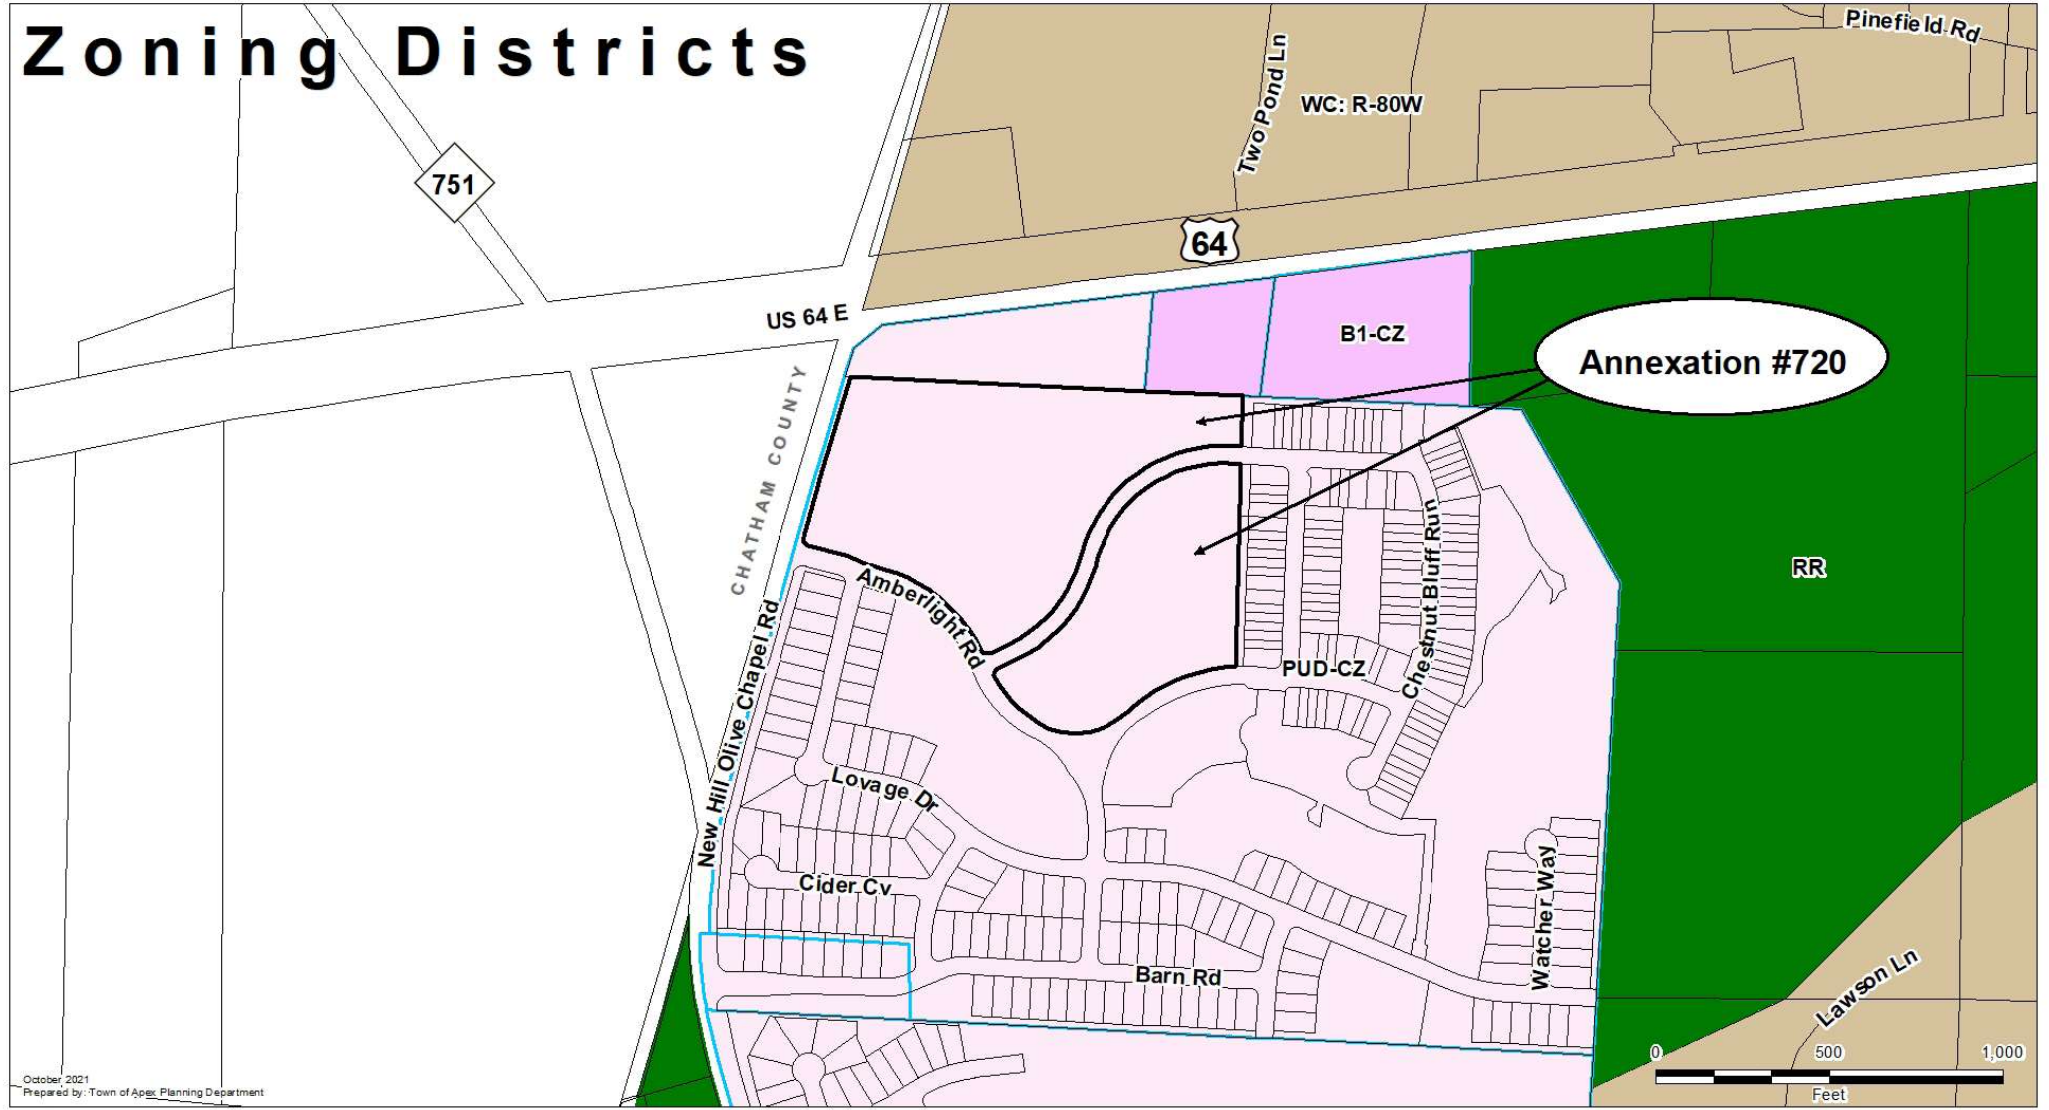 Zoning Districts
Pinefield Rd
Two Pond Ln
WC: R-80W
751
64
US 64 E
B1-CZ
Annexation #720
CHATHAM COUNTY
RR
Chestnut Bluff Run
Amberlight Rd
PUD-CZ
New Hill Olive Chapel Rd
Lovage Dr
Cider Cv
Watcher Way
Barn Rd
Lawson Ln
0 500 1,000
Feet
October 2021
Prepared by: Town of Apex Planning Department